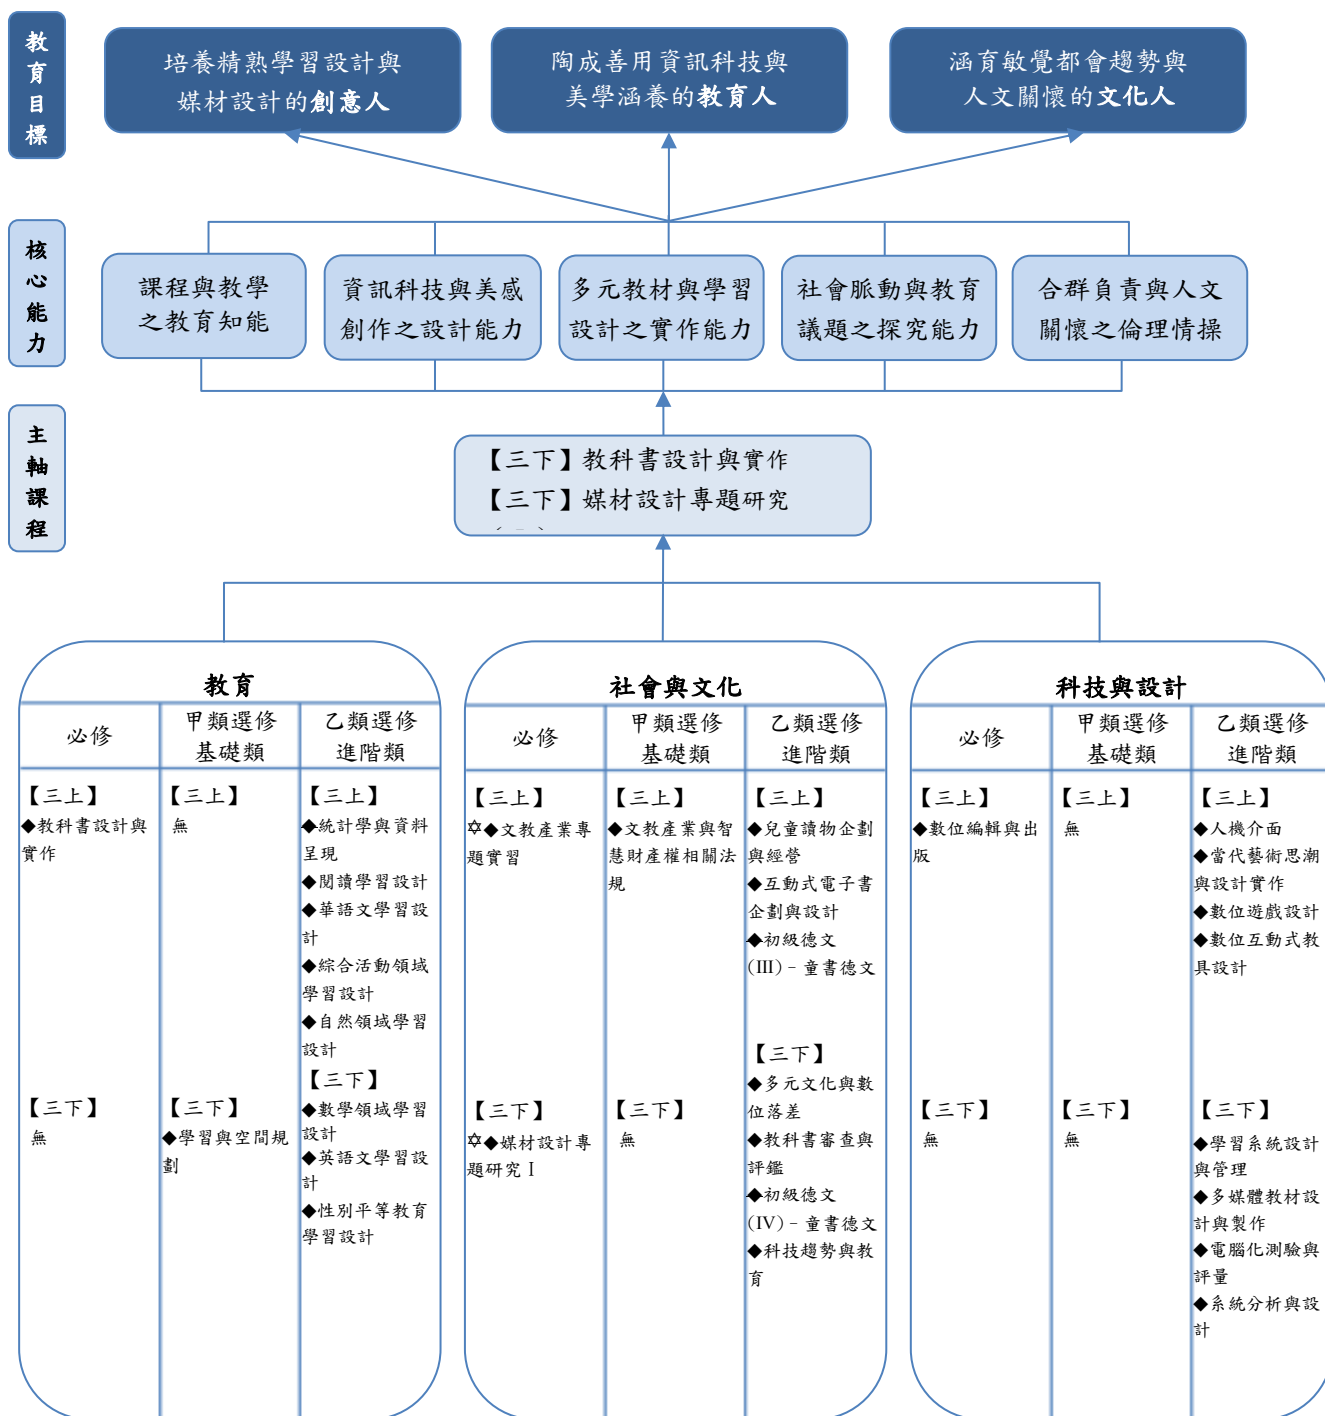 教育目標
培養精熟學習設計與
媒材設計的創意人
陶成善用資訊科技與
美學涵養的教育人
涵育敏覺都會趨勢與
人文關懷的文化人
核心能力
課程與教學
之教育知能
資訊科技與美感
創作之設計能力
多元教材與學習
設計之實作能力
社會脈動與教育
議題之探究能力
合群負責與人文
關懷之倫理情操
主軸課程
【三下】教科書設計與實作
【三下】媒材設計專題研究
教育
必修
甲類選修
基礎類
乙類選修
進階類
【三上】
◆教科書設計與
實作
【三下】
無
【三上】
無
【三下】
◆學習與空間規
劃
【三上】
◆統計學與資料
呈現
◆閱讀學習設計
◆華語文學習設
計
◆綜合活動領域
學習設計
◆自然領域學習
設計
【三下】
◆數學領域學習
設計
◆英語文學習設
計
◆性別平等教育
學習設計
社會與文化
必修
甲類選修
基礎類
乙類選修
進階類
【三上】
✡◆文教產業專
題實習
【三下】
✡◆媒材設計專
題研究 I
【三上】
◆文教產業與智
慧財產權相關法
規
【三下】
無
【三上】
◆兒童讀物企劃
與經營
◆互動式電子書
企劃與設計
◆初級德文
(III)-童書德文
【三下】
◆多元文化與數
位落差
◆教科書審查與
評鑑
◆初級德文
(IV)-童書德文
◆科技趨勢與教
育
科技與設計
必修
甲類選修
基礎類
乙類選修
進階類
【三上】
◆數位編輯與出
版
【三下】
無
【三上】
無
【三下】
無
【三上】
◆人機介面
◆當代藝術思潮
與設計實作
◆數位遊戲設計
◆數位互動式教
具設計
【三下】
◆學習系統設計
與管理
◆多媒體教材設
計與製作
◆電腦化測驗與
評量
◆系統分析與設
計